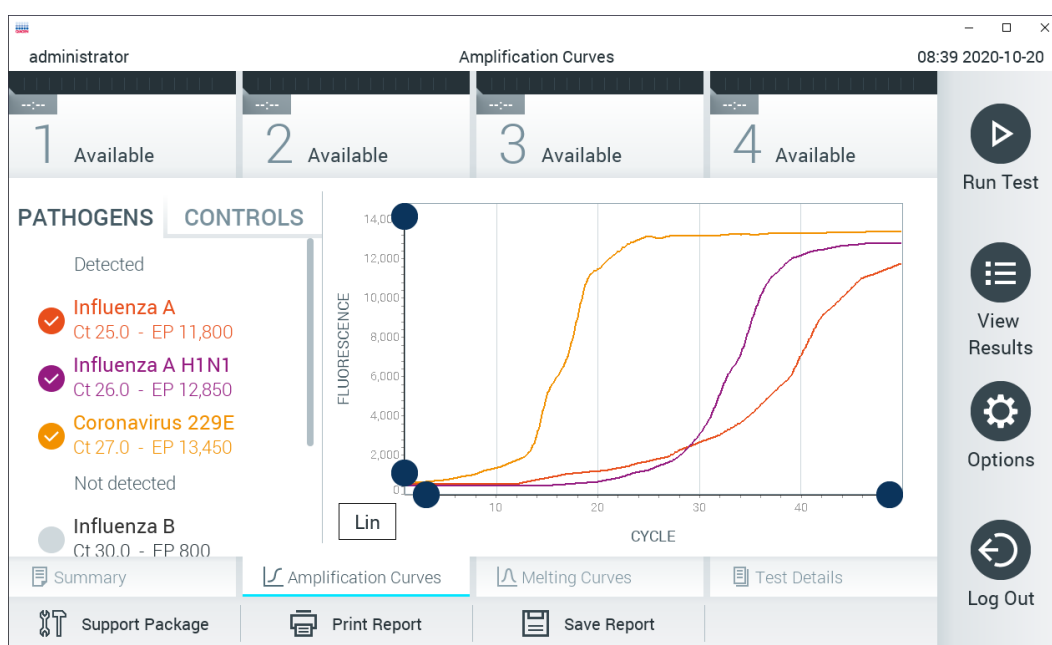 administrator
Amplification Curves
08:39 2020-10-20
--:--
--:--
--:--
--:--
1 Available
2 Available
3 Available
4 Available
Run Test
View
Results
Options
Log Out
PATHOGENS
CONTROLS
Detected
Influenza A
Ct 25.0 - EP 11,800
Influenza A H1N1
Ct 26.0 - EP 12,850
Coronavirus 229E
Ct 27.0 - EP 13,450
Not detected
Influenza B
Ct 30.0 - EP 800
FLUORESCENCE
14,00
12,000
10,000
8,000
6,000
4,000
2,000
0
10
20
30
40
CYCLE
Lin
Summary
Amplification Curves
Melting Curves
Test Details
Support Package
Print Report
Save Report